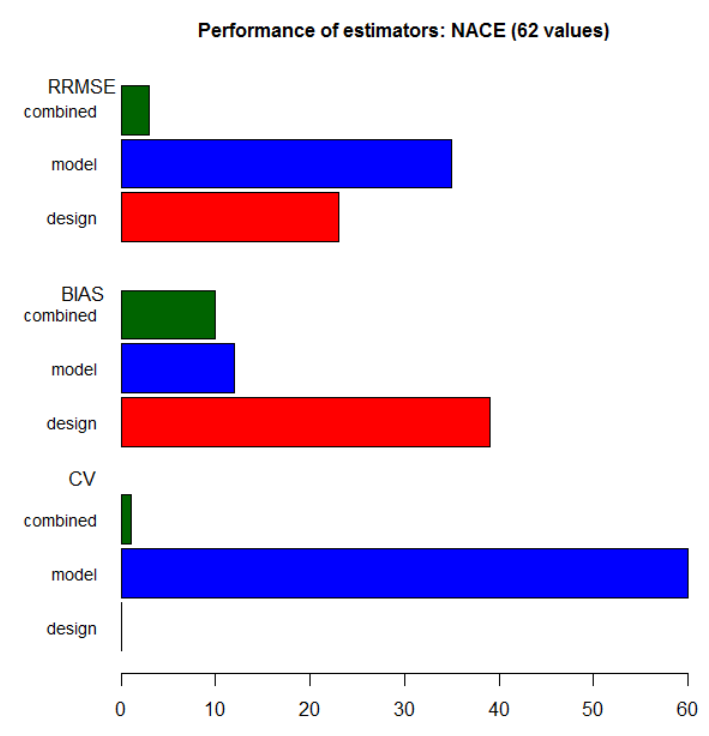 Performance of estimators: NACE (62 values)
RRMSE
combined
model
design
BIAS
combined
model
design
CV
combined
model
design
0 10 20 30 40 50 60